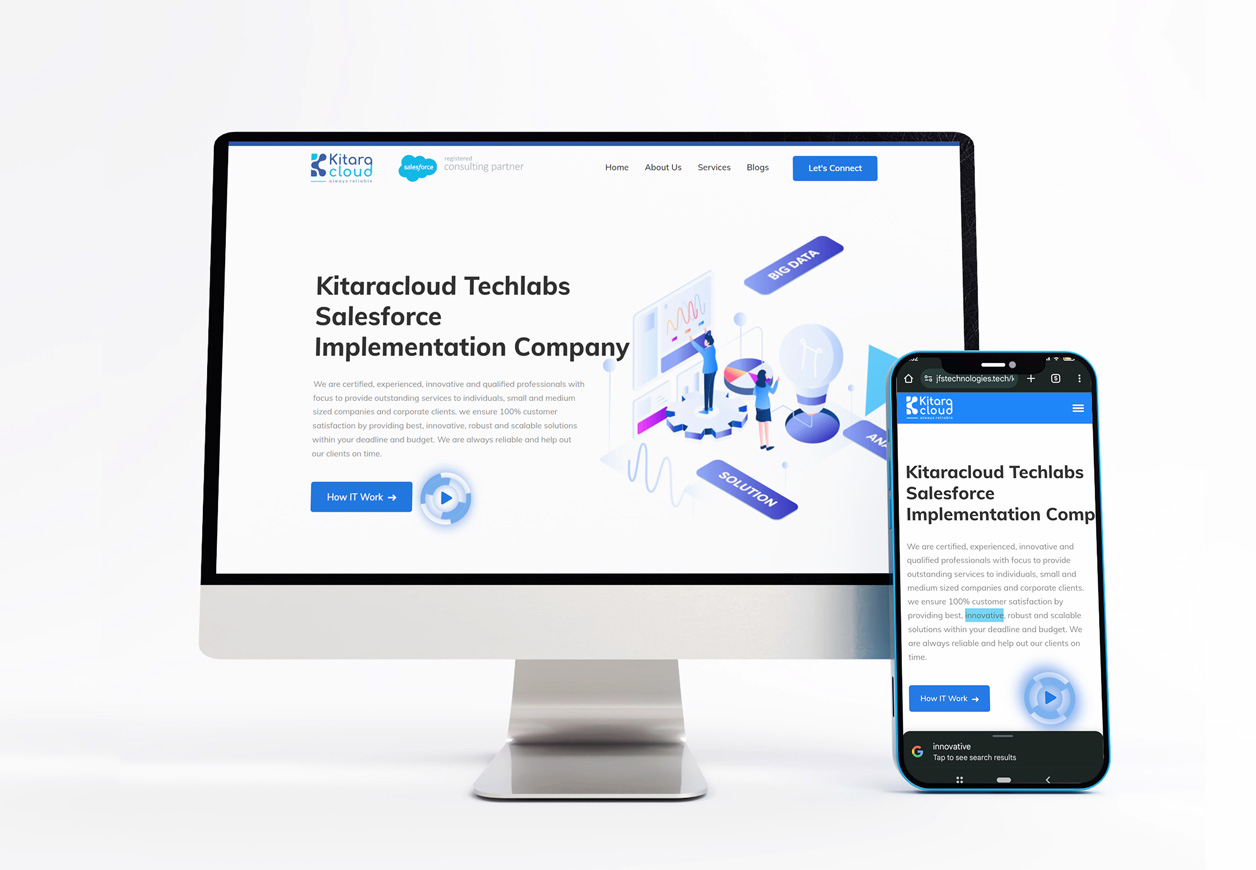 Kitara
cloud
always reliable
salesforce
registered
consulting partner
Home
About Us
Services
Blogs
Let's Connect
Kitaracloud Techlabs
Salesforce
Implementation Company
We are certified, experienced, innovative and qualified professionals with
focus to provide outstanding services to individuals, small and medium
sized companies and corporate clients. we ensure 100% customer
satisfaction by providing best, innovative, robust and scalable solutions
within your deadline and budget. We are always reliable and help out
our clients on time.
How IT Work →
BIG DATA
ANA
SOLUTION
jfstechnologies.tech/k
5
Kitara
cloud
always reliable
Kitaracloud Techlabs
Salesforce
Implementation Comp
We are certified, experienced, innovative and
qualified professionals with focus to provide
outstanding services to individuals, small and
medium sized companies and corporate clients.
we ensure 100% customer satisfaction by
providing best, innovative, robust and scalable
solutions within your deadline and budget. We
are always reliable and help out our clients on
time.
How IT Work →
innovative
Tap to see search results